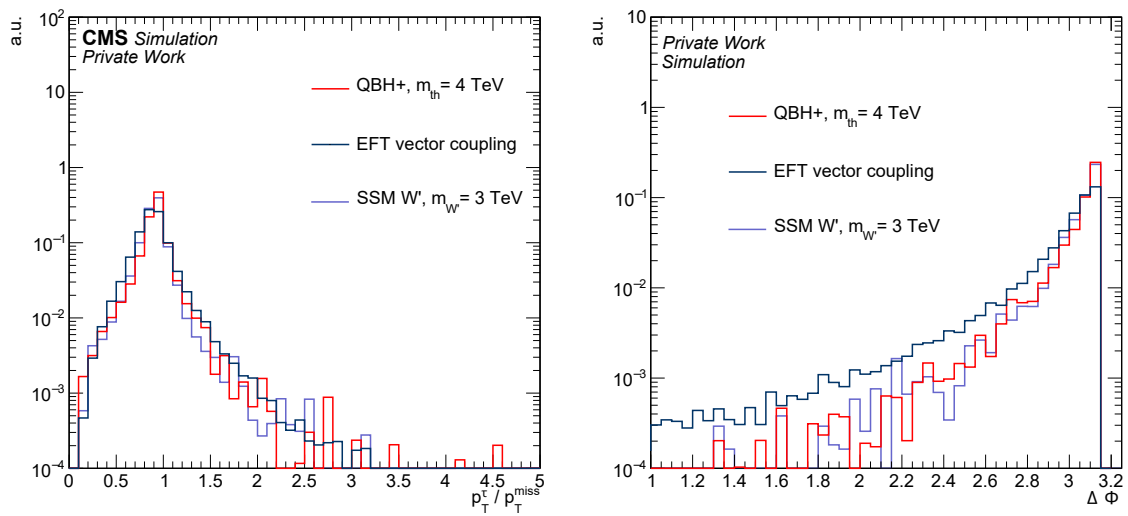 a.u.
CMS Simulation
Private Work
QBH+, m_th = 4 TeV
EFT vector coupling
SSM W', m_W' = 3 TeV
10^2
10
1
10^−1
10^−2
10^−3
10^−4
0 0.5 1 1.5 2 2.5 3 3.5 4 4.5 5
p_T^τ / p_T^miss
a.u.
Private Work
Simulation
QBH+, m_th = 4 TeV
EFT vector coupling
SSM W', m_W' = 3 TeV
10
1
10^−1
10^−2
10^−3
10^−4
1 1.2 1.4 1.6 1.8 2 2.2 2.4 2.6 2.8 3 3.2
Δ Φ